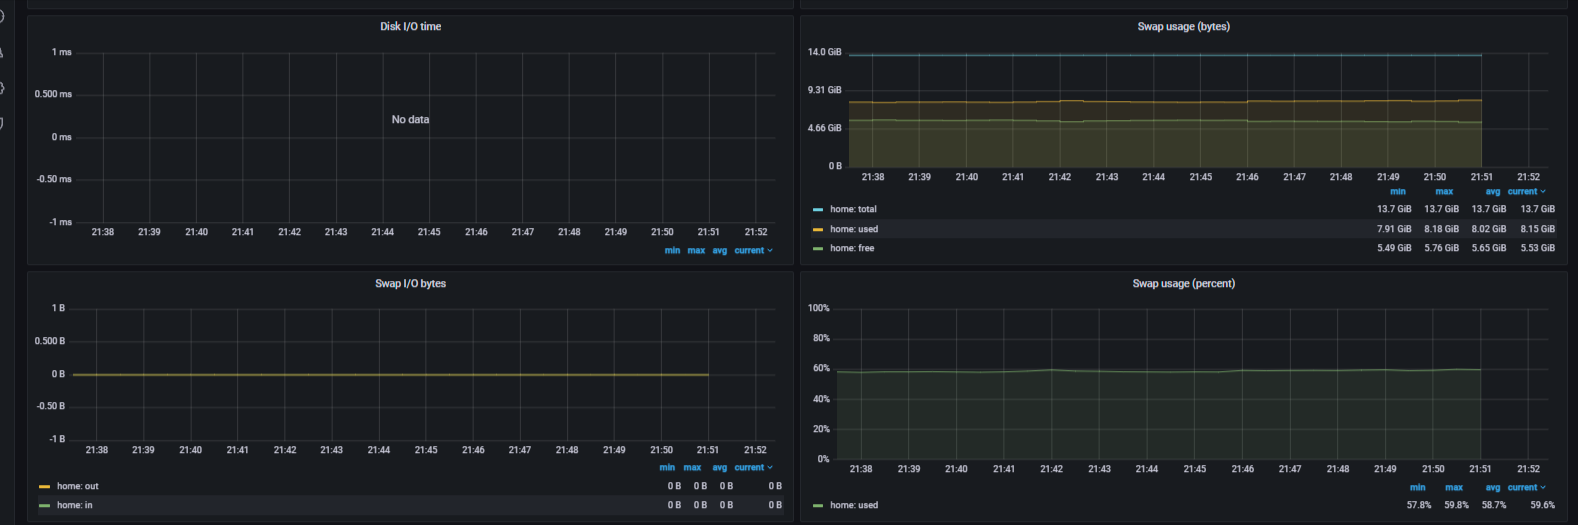 Disk I/O time
1 ms
0.500 ms
0 ms
-0.50 ms
-1 ms
No data
21:38 21:39 21:40 21:41 21:42 21:43 21:44 21:45 21:46 21:47 21:48 21:49 21:50 21:51 21:52
min max avg current
Swap usage (bytes)
14.0 GiB
9.31 GiB
4.66 GiB
0 B
21:38 21:39 21:40 21:41 21:42 21:43 21:44 21:45 21:46 21:47 21:48 21:49 21:50 21:51 21:52
min max avg current
home: total 13.7 GiB 13.7 GiB 13.7 GiB 13.7 GiB
home: used 7.91 GiB 8.18 GiB 8.02 GiB 8.15 GiB
home: free 5.49 GiB 5.76 GiB 5.65 GiB 5.53 GiB
Swap I/O bytes
1 B
0.500 B
0 B
-0.50 B
-1 B
21:38 21:39 21:40 21:41 21:42 21:43 21:44 21:45 21:46 21:47 21:48 21:49 21:50 21:51 21:52
min max avg current
home: out 0 B 0 B 0 B 0 B
home: in 0 B 0 B 0 B 0 B
Swap usage (percent)
100%
80%
60%
40%
20%
0%
21:38 21:39 21:40 21:41 21:42 21:43 21:44 21:45 21:46 21:47 21:48 21:49 21:50 21:51 21:52
min max avg current
home: used 57.8% 59.8% 58.7% 59.6%